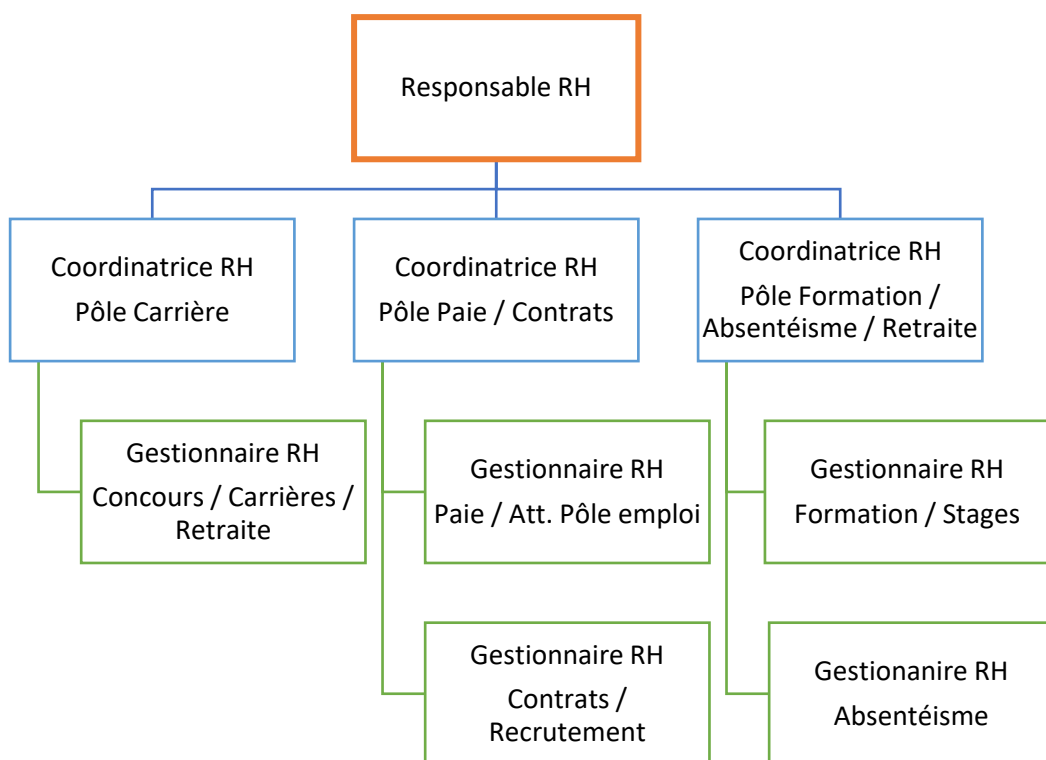 Responsable RH
Coordinatrice RH
Pôle Carrière
Coordinatrice RH
Pôle Paie / Contrats
Coordinatrice RH
Pôle Formation /
Absentéisme / Retraite
Gestionnaire RH
Concours / Carrières /
Retraite
Gestionnaire RH
Paie / Att. Pôle emploi
Gestionnaire RH
Formation / Stages
Gestionnaire RH
Contrats /
Recrutement
Gestionanire RH
Absentéisme